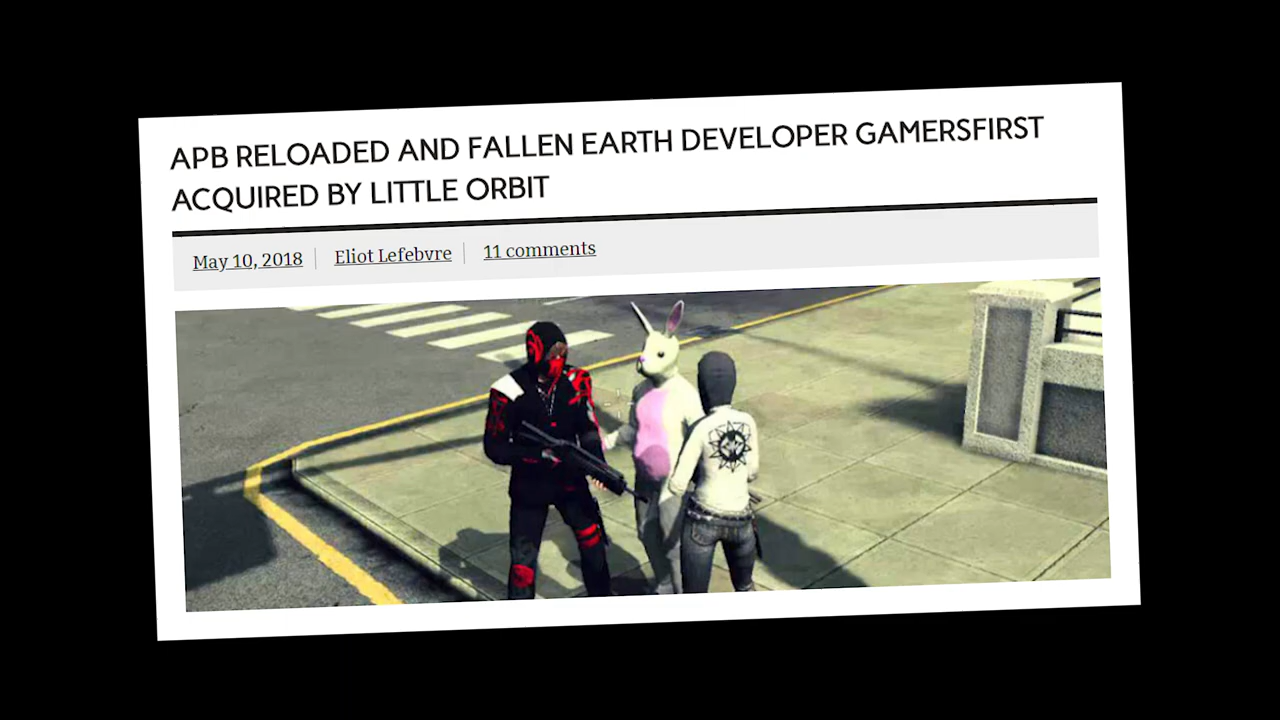 APB RELOADED AND FALLEN EARTH DEVELOPER GAMERSFIRST
ACQUIRED BY LITTLE ORBIT
May 10, 2018 Eliot Lefebvre 11 comments